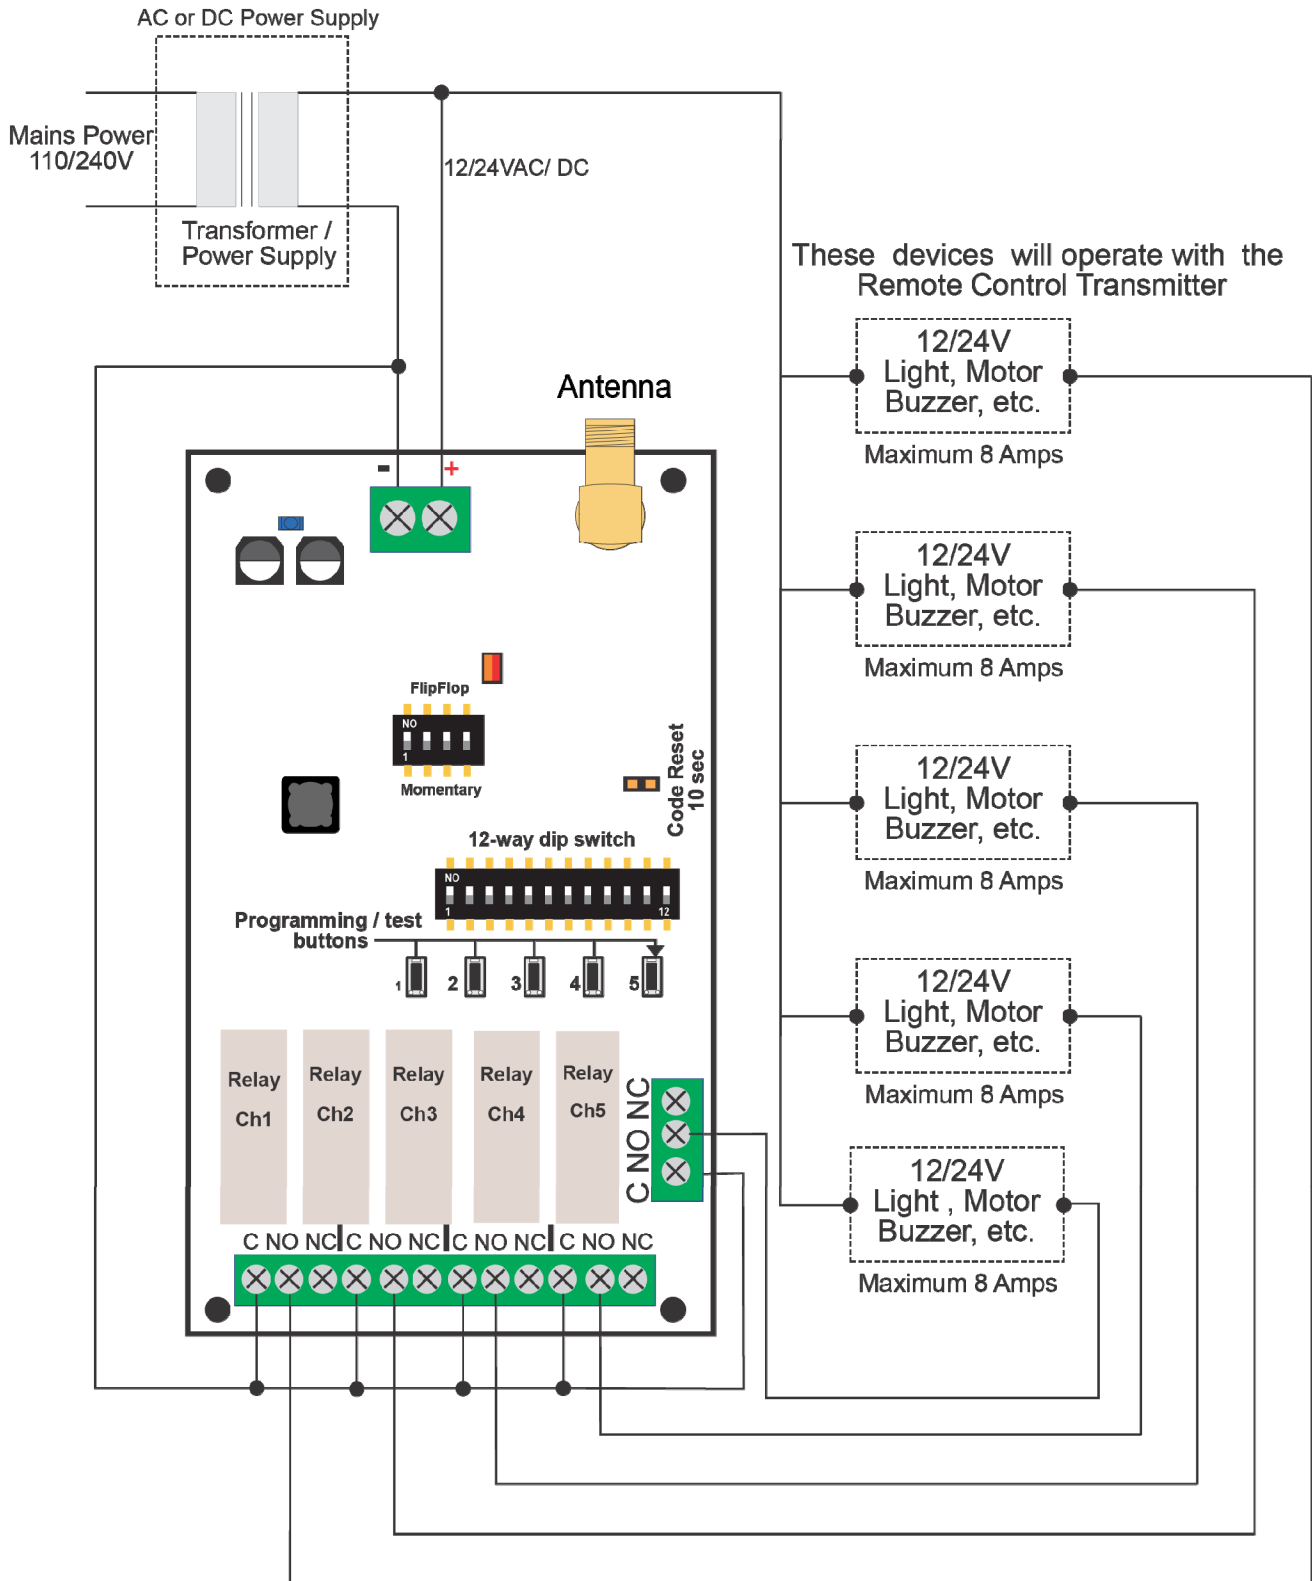 AC or DC Power Supply
Mains Power
110/240V
12/24VAC/ DC
Transformer /
Power Supply
These devices will operate with the
Remote Control Transmitter
12/24V
Light, Motor
Buzzer, etc.
Maximum 8 Amps
Antenna
- +
12/24V
Light, Motor
Buzzer, etc.
Maximum 8 Amps
FlipFlop
NO
1
Momentary
Code Reset
10 sec
12/24V
Light, Motor
Buzzer, etc.
Maximum 8 Amps
12-way dip switch
NO
1 12
Programming / test
buttons
1 2 3 4 5
12/24V
Light, Motor
Buzzer, etc.
Maximum 8 Amps
Relay
Ch1
Relay
Ch2
Relay
Ch3
Relay
Ch4
Relay
Ch5
C NO NC
12/24V
Light , Motor
Buzzer, etc.
Maximum 8 Amps
C NO NC C NO NC C NO NC C NO NC